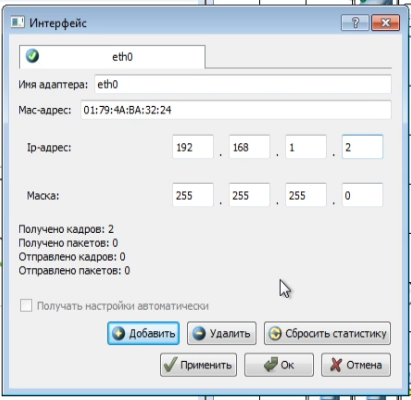 Интерфейс
eth0
Имя адаптера: eth0
Mac-адрес: 01:79:4A:BA:32:24
Ip-адрес: 192 . 168 . 1 . 2
Маска: 255 . 255 . 255 . 0
Получено кадров: 2
Получено пакетов: 0
Отправлено кадров: 0
Отправлено пакетов: 0
Получать настройки автоматически
Добавить Удалить Сбросить статистику
Применить Ок Отмена